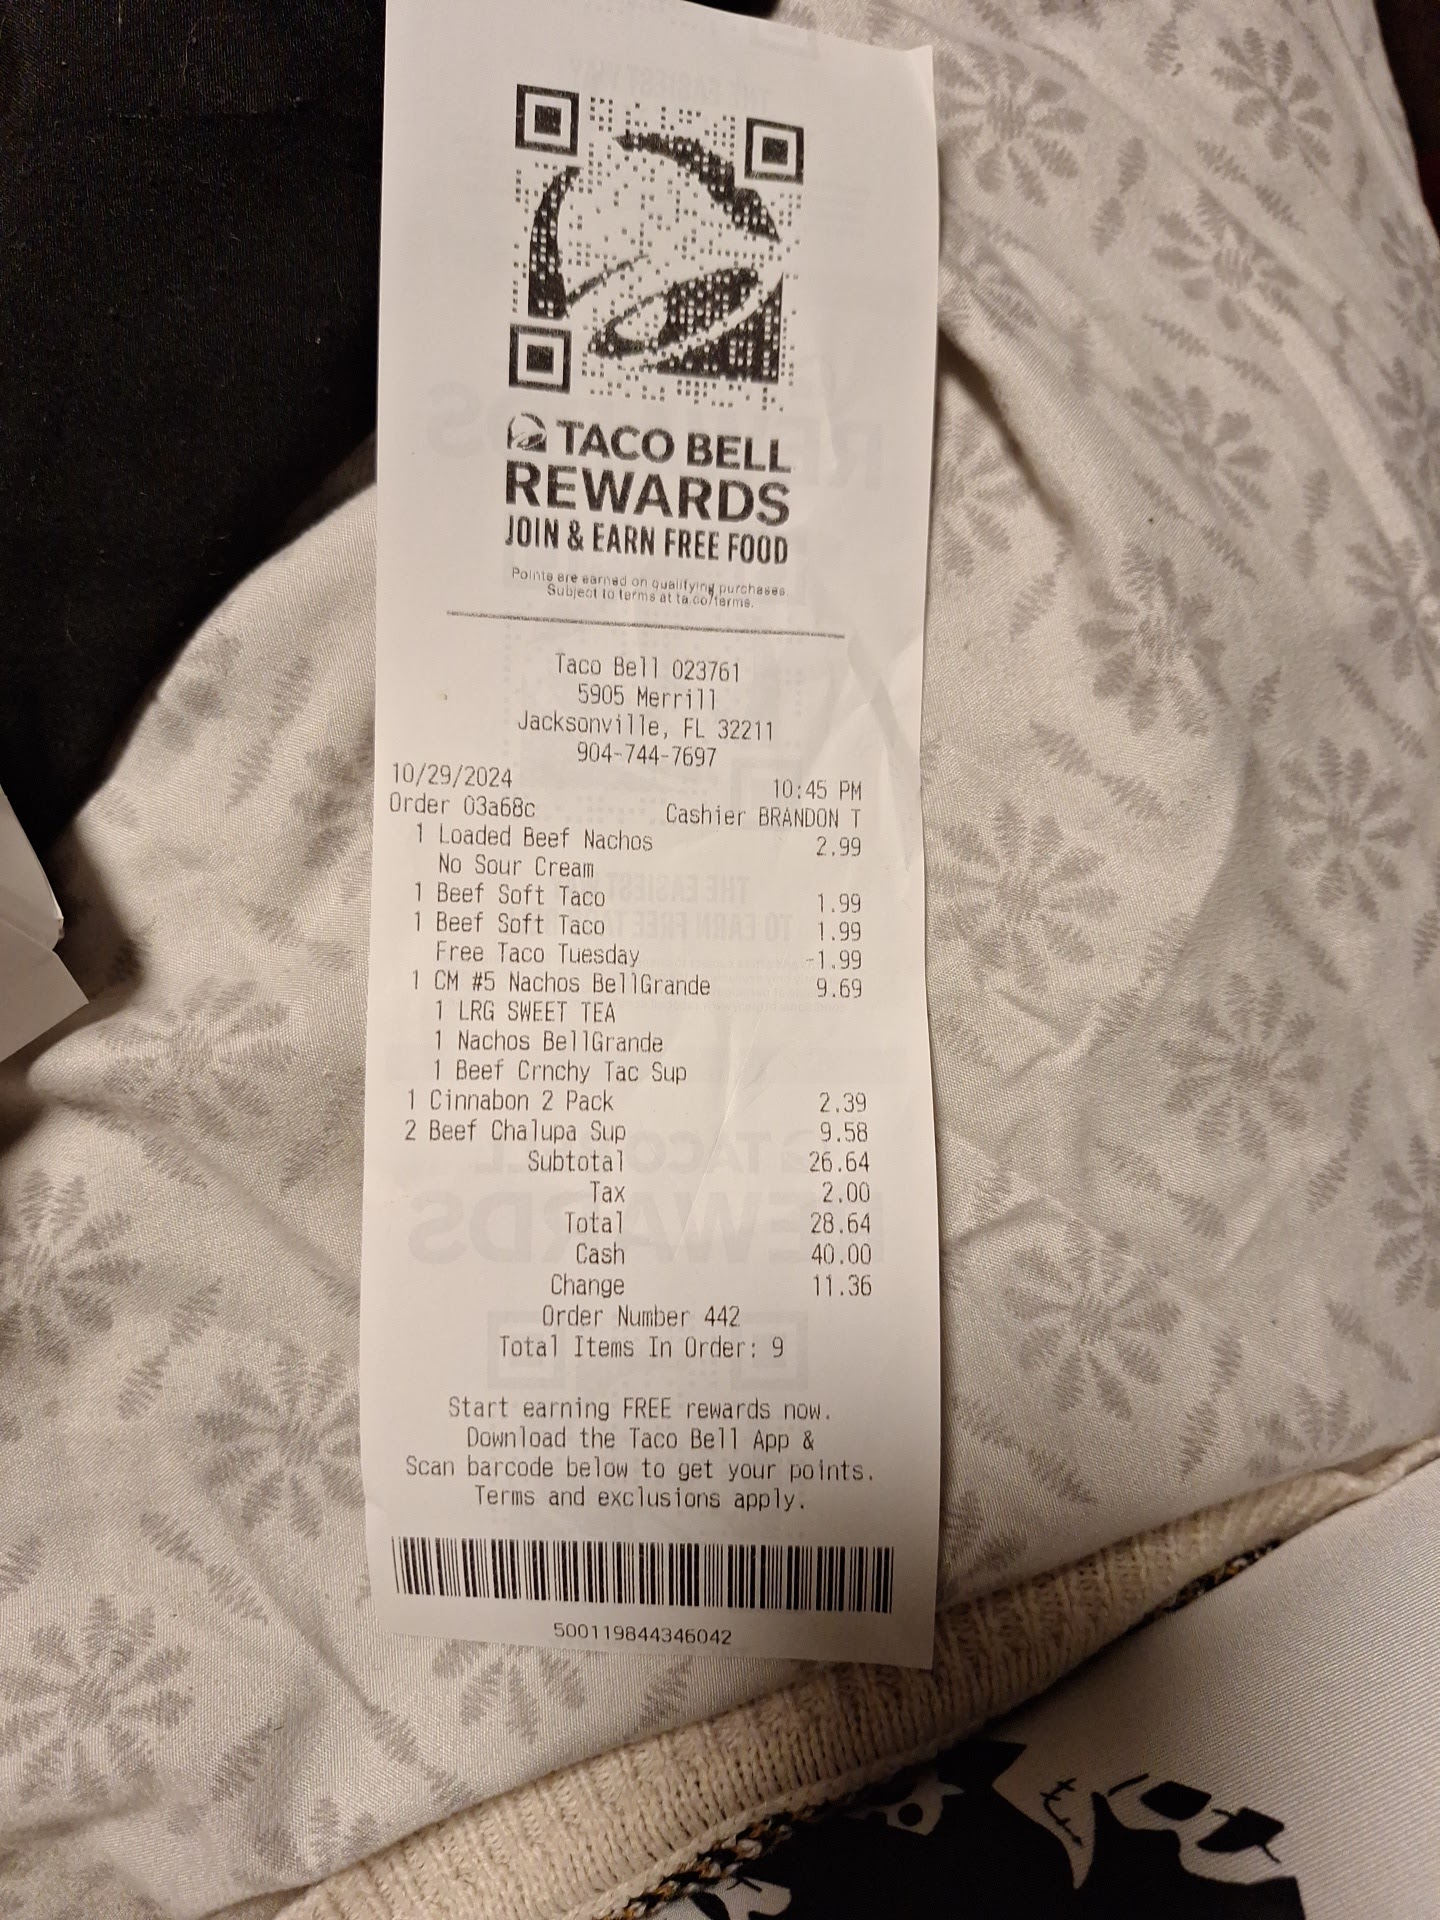 TACO BELL
REWARDS
JOIN & EARN FREE FOOD
Points are earned on qualifying purchases.
Subject to terms at ta.co/terms.
Taco Bell 023761
5905 Merrill
Jacksonville, FL 32211
904-744-7697
10/29/2024 10:45 PM
Order 03a68c Cashier BRANDON T
1 Loaded Beef Nachos 2.99
No Sour Cream
1 Beef Soft Taco 1.99
1 Beef Soft Taco 1.99
Free Taco Tuesday -1.99
1 CM #5 Nachos BellGrande 9.69
1 LRG SWEET TEA
1 Nachos BellGrande
1 Beef Crnchy Tac Sup
1 Cinnabon 2 Pack 2.39
2 Beef Chalupa Sup 9.58
Subtotal 26.64
Tax 2.00
Total 28.64
Cash 40.00
Change 11.36
Order Number 442
Total Items In Order: 9
Start earning FREE rewards now.
Download the Taco Bell App &
Scan barcode below to get your points.
Terms and exclusions apply.
500119844346042